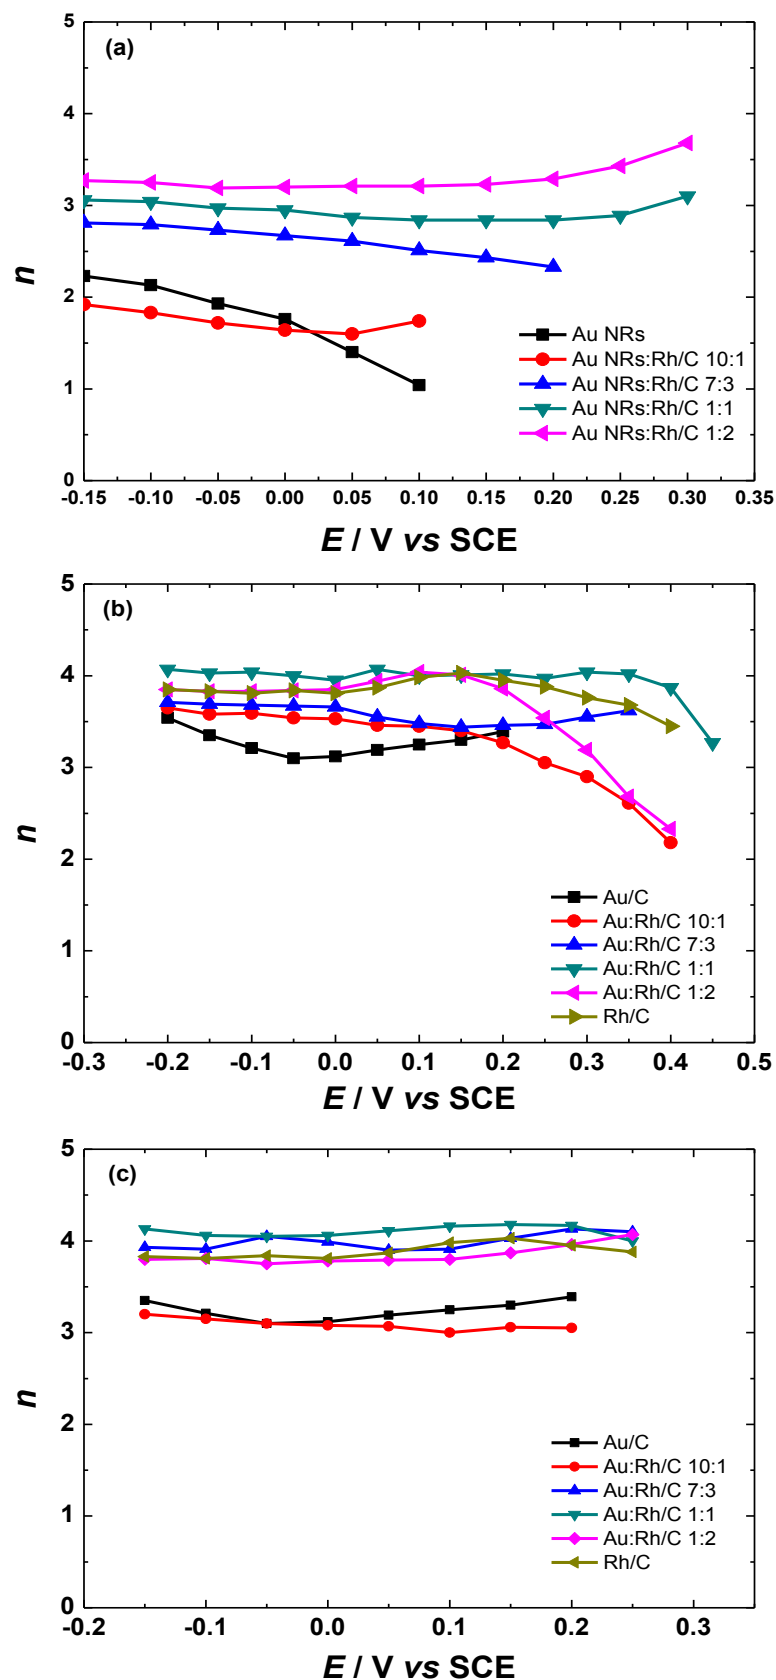 5
(a)
4
3
n
2
Au NRs
Au NRs:Rh/C 10:1
1
Au NRs:Rh/C 7:3
Au NRs:Rh/C 1:1
Au NRs:Rh/C 1:2
0
-0.15 -0.10 -0.05 0.00 0.05 0.10 0.15 0.20 0.25 0.30 0.35
E / V vs SCE
5
(b)
4
3
n
2
Au/C
Au:Rh/C 10:1
1
Au:Rh/C 7:3
Au:Rh/C 1:1
Au:Rh/C 1:2
Rh/C
0
-0.3 -0.2 -0.1 0.0 0.1 0.2 0.3 0.4 0.5
E / V vs SCE
5
(c)
4
3
n
2
Au/C
Au:Rh/C 10:1
1
Au:Rh/C 7:3
Au:Rh/C 1:1
Au:Rh/C 1:2
Rh/C
0
-0.2 -0.1 0.0 0.1 0.2 0.3
E / V vs SCE